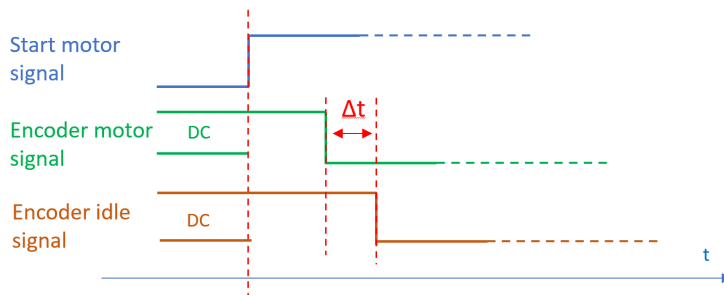 Start motor
signal
Δt
Encoder motor
signal
DC
Encoder idle
signal
DC
t